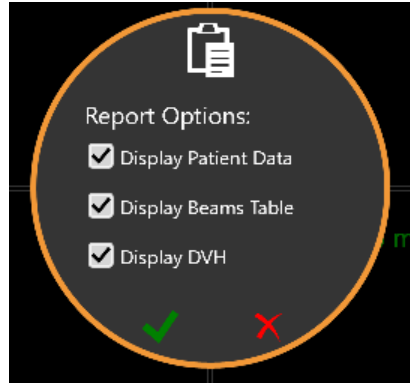 Report Options:
Display Patient Data
Display Beams Table
Display DVH
m